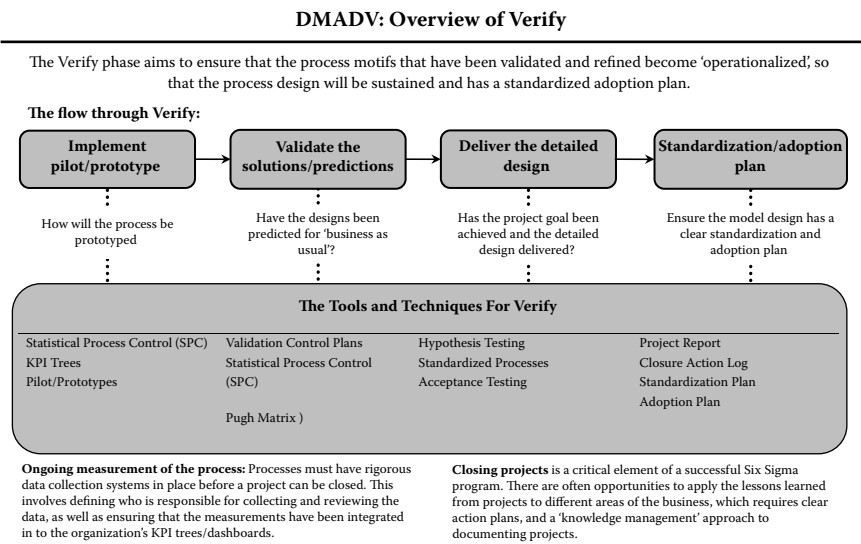 DMADV: Overview of Verify
The Verify phase aims to ensure that the process motifs that have been validated and refined become ‘operationalized’, so
that the process design will be sustained and has a standardized adoption plan.
The flow through Verify:
Implement
pilot/prototype
Validate the
solutions/predictions
Deliver the detailed
design
Standardization/adoption
plan
How will the process be
prototyped
Have the designs been
predicted for ‘business as
usual’?
Has the project goal been
achieved and the detailed
design delivered?
Ensure the model design has a
clear standardization and
adoption plan
The Tools and Techniques For Verify
Statistical Process Control (SPC)
KPI Trees
Pilot/Prototypes
Validation Control Plans
Statistical Process Control
(SPC)
Pugh Matrix )
Hypothesis Testing
Standardized Processes
Acceptance Testing
Project Report
Closure Action Log
Standardization Plan
Adoption Plan
Ongoing measurement of the process: Processes must have rigorous
data collection systems in place before a project can be closed. This
involves defining who is responsible for collecting and reviewing the
data, as well as ensuring that the measurements have been integrated
in to the organization’s KPI trees/dashboards.
Closing projects is a critical element of a successful Six Sigma
program. There are often opportunities to apply the lessons learned
from projects to different areas of the business, which requires clear
action plans, and a ‘knowledge management’ approach to
documenting projects.